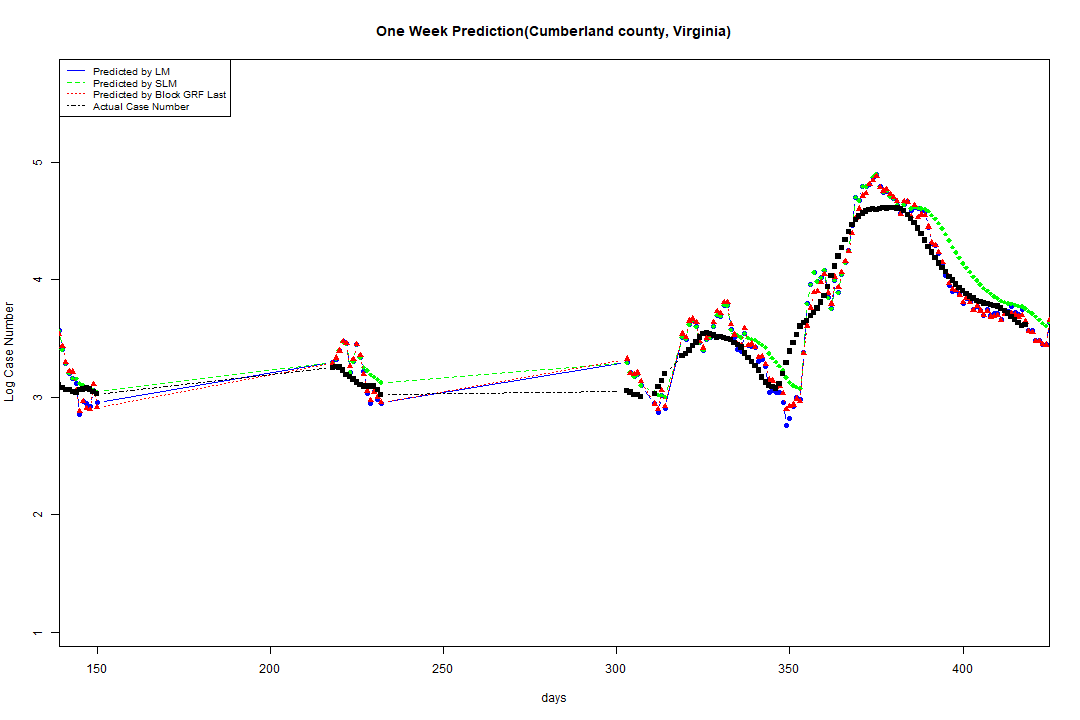 One Week Prediction(Cumberland county, Virginia)
Predicted by LM
Predicted by SLM
Predicted by Block GRF Last
Actual Case Number
5
4
3
2
1
Log Case Number
150 200 250 300 350 400
days